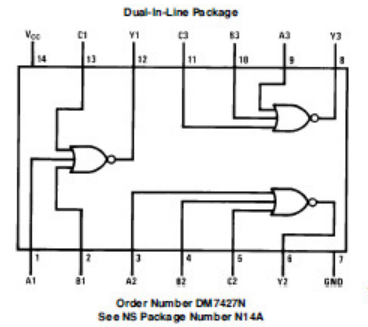 Dual-In-Line Package
VCC C1 Y1 C3 B3 A3 Y3
14 13 12 11 10 9 8
1 2 3 4 5 6 7
A1 B1 A2 B2 C2 Y2 GND
Order Number DM7427N
See NS Package Number N14A